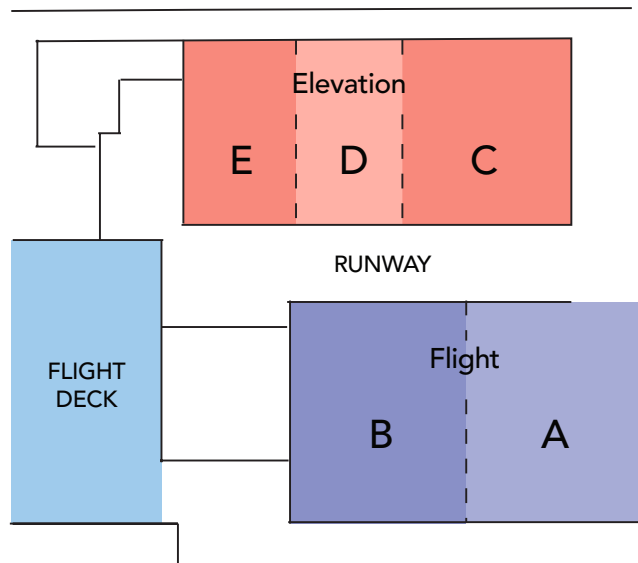 Elevation
E
D
C
RUNWAY
FLIGHT
DECK
Flight
B
A